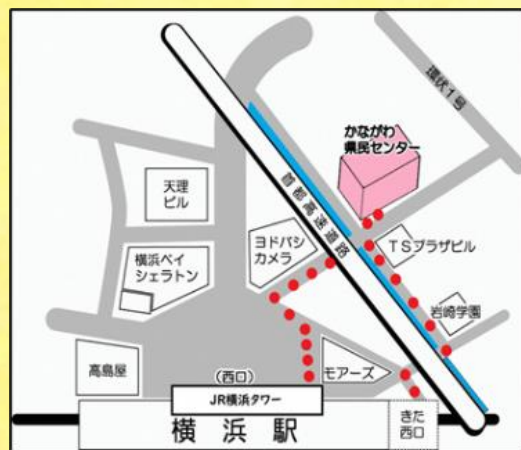 環状1号
かながわ
県民センター
首都高速道路
天理
ビル
ヨドバシ
カメラ
TSプラザビル
横浜ベイ
シェラトン
岩崎学園
高島屋
(西口)
モアーズ
JR横浜タワー
横浜駅
きた
西口